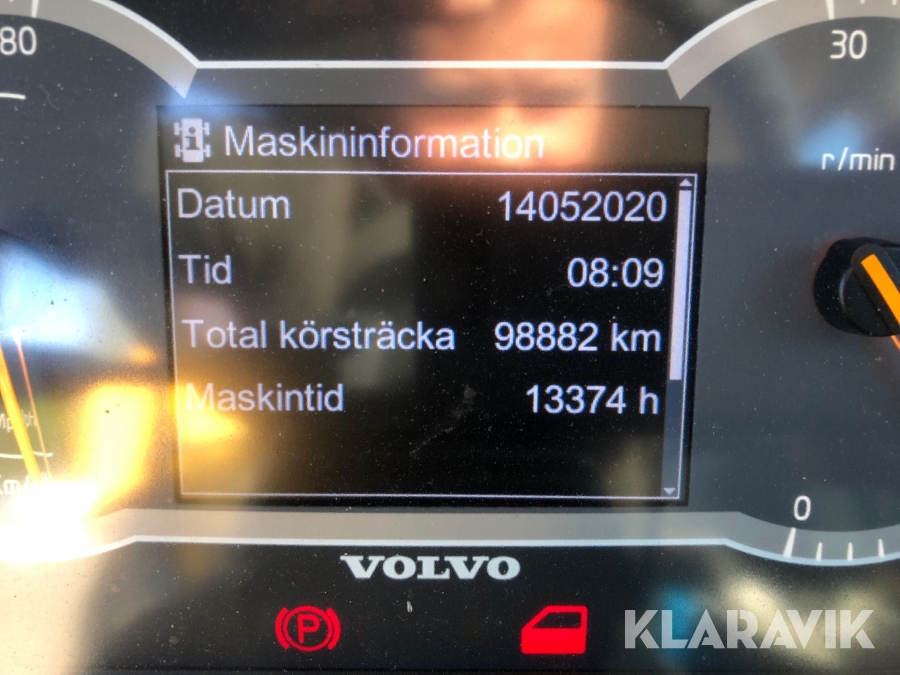 80
30
Maskininformation
r/min
Datum 14052020
Tid 08:09
Total körsträcka 98882 km
Maskintid 13374 h
0
VOLVO
P
KLARAVIK